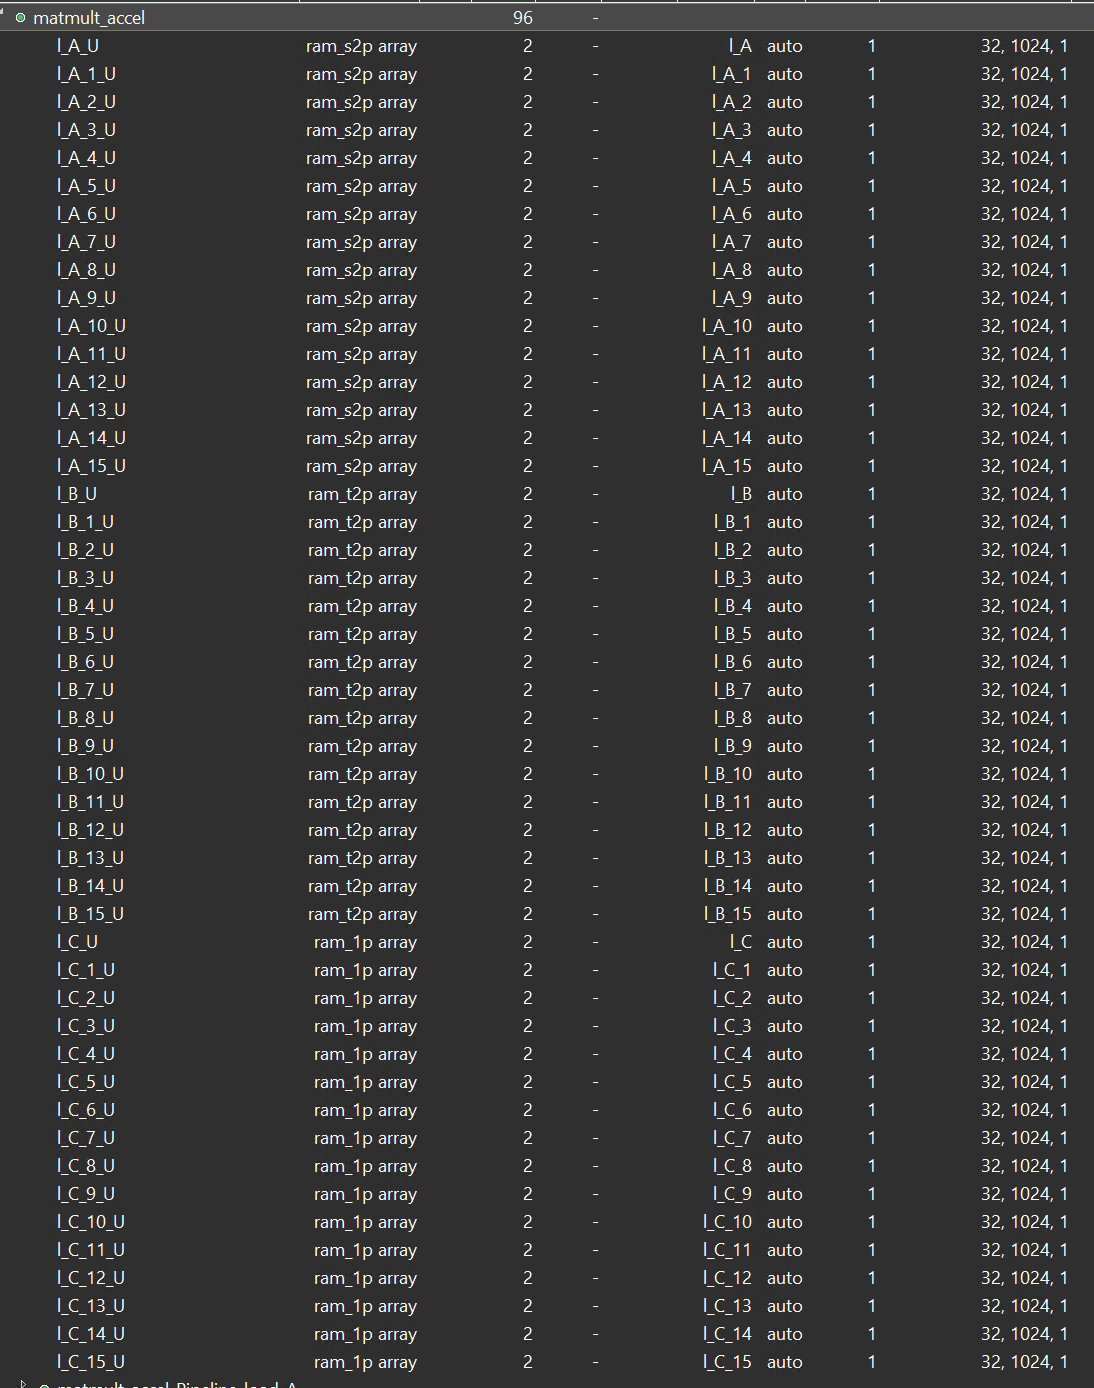 matmult_accel 96 -
l_A_U ram_s2p array 2 - l_A auto 1 32, 1024, 1
l_A_1_U ram_s2p array 2 - l_A_1 auto 1 32, 1024, 1
l_A_2_U ram_s2p array 2 - l_A_2 auto 1 32, 1024, 1
l_A_3_U ram_s2p array 2 - l_A_3 auto 1 32, 1024, 1
l_A_4_U ram_s2p array 2 - l_A_4 auto 1 32, 1024, 1
l_A_5_U ram_s2p array 2 - l_A_5 auto 1 32, 1024, 1
l_A_6_U ram_s2p array 2 - l_A_6 auto 1 32, 1024, 1
l_A_7_U ram_s2p array 2 - l_A_7 auto 1 32, 1024, 1
l_A_8_U ram_s2p array 2 - l_A_8 auto 1 32, 1024, 1
l_A_9_U ram_s2p array 2 - l_A_9 auto 1 32, 1024, 1
l_A_10_U ram_s2p array 2 - l_A_10 auto 1 32, 1024, 1
l_A_11_U ram_s2p array 2 - l_A_11 auto 1 32, 1024, 1
l_A_12_U ram_s2p array 2 - l_A_12 auto 1 32, 1024, 1
l_A_13_U ram_s2p array 2 - l_A_13 auto 1 32, 1024, 1
l_A_14_U ram_s2p array 2 - l_A_14 auto 1 32, 1024, 1
l_A_15_U ram_s2p array 2 - l_A_15 auto 1 32, 1024, 1
l_B_U ram_t2p array 2 - l_B auto 1 32, 1024, 1
l_B_1_U ram_t2p array 2 - l_B_1 auto 1 32, 1024, 1
l_B_2_U ram_t2p array 2 - l_B_2 auto 1 32, 1024, 1
l_B_3_U ram_t2p array 2 - l_B_3 auto 1 32, 1024, 1
l_B_4_U ram_t2p array 2 - l_B_4 auto 1 32, 1024, 1
l_B_5_U ram_t2p array 2 - l_B_5 auto 1 32, 1024, 1
l_B_6_U ram_t2p array 2 - l_B_6 auto 1 32, 1024, 1
l_B_7_U ram_t2p array 2 - l_B_7 auto 1 32, 1024, 1
l_B_8_U ram_t2p array 2 - l_B_8 auto 1 32, 1024, 1
l_B_9_U ram_t2p array 2 - l_B_9 auto 1 32, 1024, 1
l_B_10_U ram_t2p array 2 - l_B_10 auto 1 32, 1024, 1
l_B_11_U ram_t2p array 2 - l_B_11 auto 1 32, 1024, 1
l_B_12_U ram_t2p array 2 - l_B_12 auto 1 32, 1024, 1
l_B_13_U ram_t2p array 2 - l_B_13 auto 1 32, 1024, 1
l_B_14_U ram_t2p array 2 - l_B_14 auto 1 32, 1024, 1
l_B_15_U ram_t2p array 2 - l_B_15 auto 1 32, 1024, 1
l_C_U ram_1p array 2 - l_C auto 1 32, 1024, 1
l_C_1_U ram_1p array 2 - l_C_1 auto 1 32, 1024, 1
l_C_2_U ram_1p array 2 - l_C_2 auto 1 32, 1024, 1
l_C_3_U ram_1p array 2 - l_C_3 auto 1 32, 1024, 1
l_C_4_U ram_1p array 2 - l_C_4 auto 1 32, 1024, 1
l_C_5_U ram_1p array 2 - l_C_5 auto 1 32, 1024, 1
l_C_6_U ram_1p array 2 - l_C_6 auto 1 32, 1024, 1
l_C_7_U ram_1p array 2 - l_C_7 auto 1 32, 1024, 1
l_C_8_U ram_1p array 2 - l_C_8 auto 1 32, 1024, 1
l_C_9_U ram_1p array 2 - l_C_9 auto 1 32, 1024, 1
l_C_10_U ram_1p array 2 - l_C_10 auto 1 32, 1024, 1
l_C_11_U ram_1p array 2 - l_C_11 auto 1 32, 1024, 1
l_C_12_U ram_1p array 2 - l_C_12 auto 1 32, 1024, 1
l_C_13_U ram_1p array 2 - l_C_13 auto 1 32, 1024, 1
l_C_14_U ram_1p array 2 - l_C_14 auto 1 32, 1024, 1
l_C_15_U ram_1p array 2 - l_C_15 auto 1 32, 1024, 1